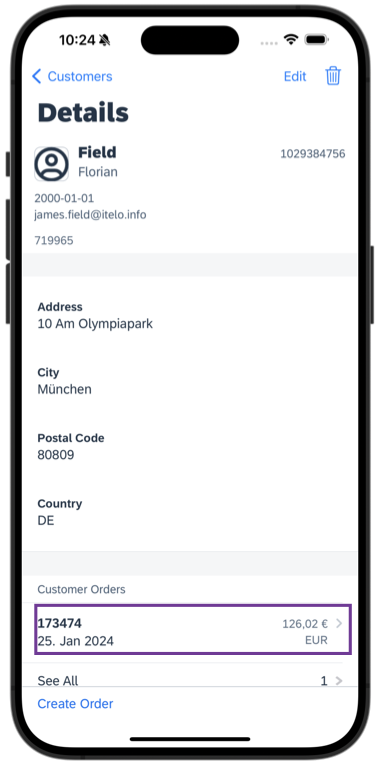 10:24
Customers
Edit
Details
Field
1029384756
Florian
2000-01-01
james.field@itelo.info
719965
Address
10 Am Olympiapark
City
München
Postal Code
80809
Country
DE
Customer Orders
173474
126,02 €
25. Jan 2024
EUR
See All
1
Create Order